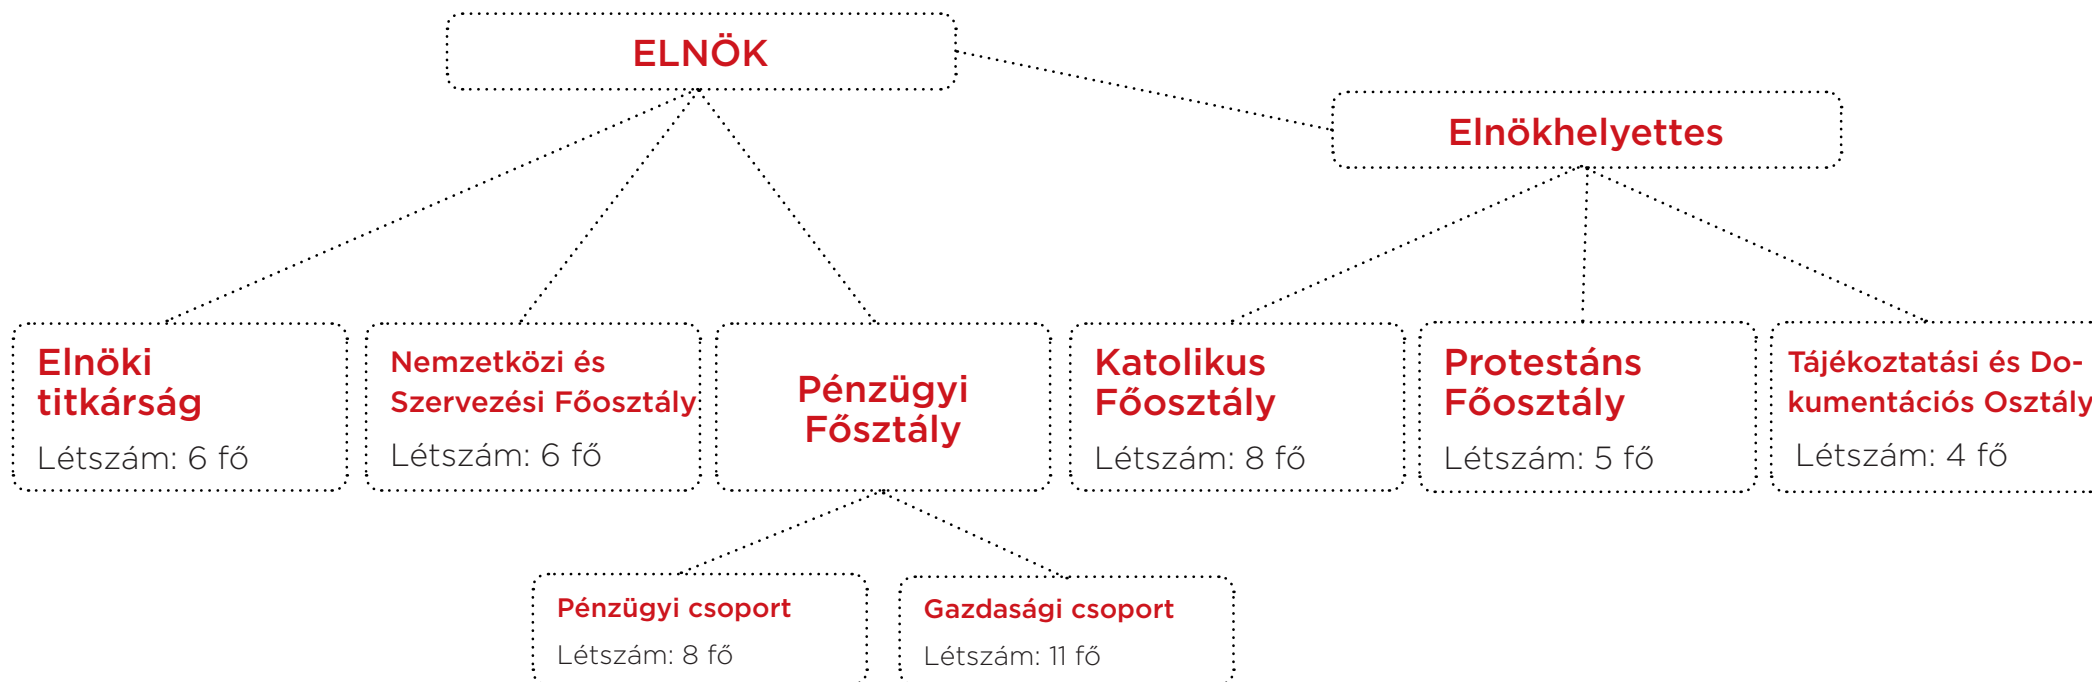 ELNÖK
Elnökhelyettes
Elnöki
titkárság
Létszám: 6 fő
Nemzetközi és
Szervezési Főosztály
Létszám: 6 fő
Pénzügyi
Fősztály
Katolikus
Főosztály
Létszám: 8 fő
Protestáns
Főosztály
Létszám: 5 fő
Tájékoztatási és Do-
kumentációs Osztály
Létszám: 4 fő
Pénzügyi csoport
Létszám: 8 fő
Gazdasági csoport
Létszám: 11 fő